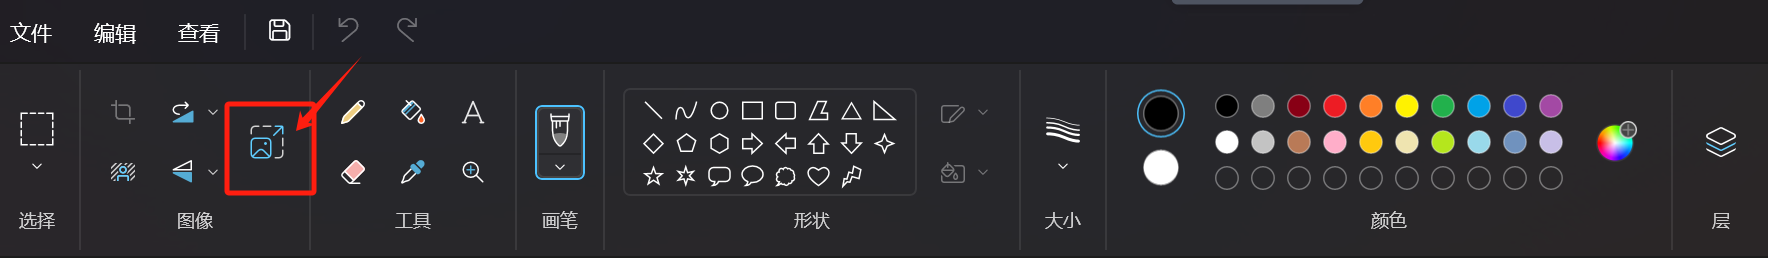 文件 编辑 查看
选择 图像 工具 画笔 形状 大小 颜色 层